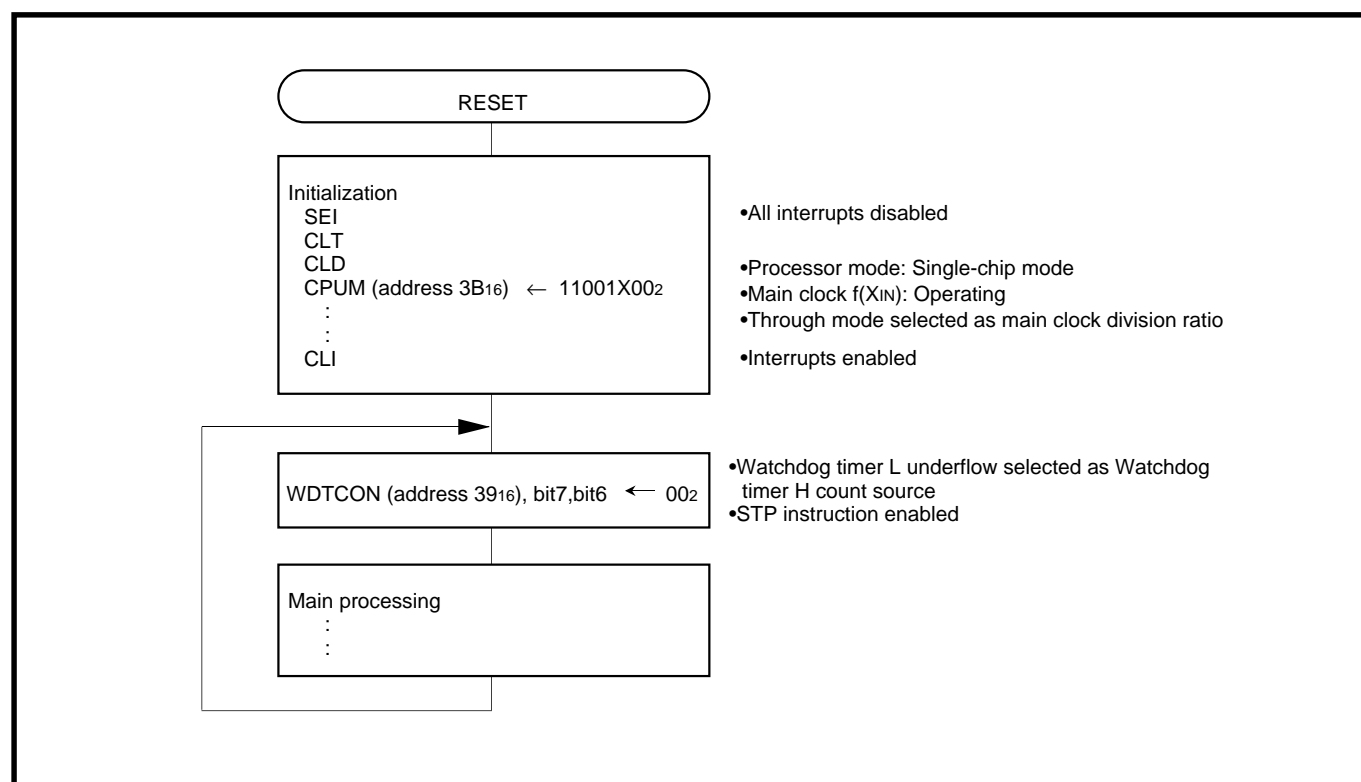 RESET
Initialization
SEI
•All interrupts disabled
CLT
CLD
•Processor mode: Single-chip mode
CPUM (address 3B16) ← 11001X002
•Main clock f(XIN): Operating
:
•Through mode selected as main clock division ratio
:
CLI
•Interrupts enabled
WDTCON (address 3916), bit7,bit6 ← 002
•Watchdog timer L underflow selected as Watchdog
timer H count source
•STP instruction enabled
Main processing
:
: